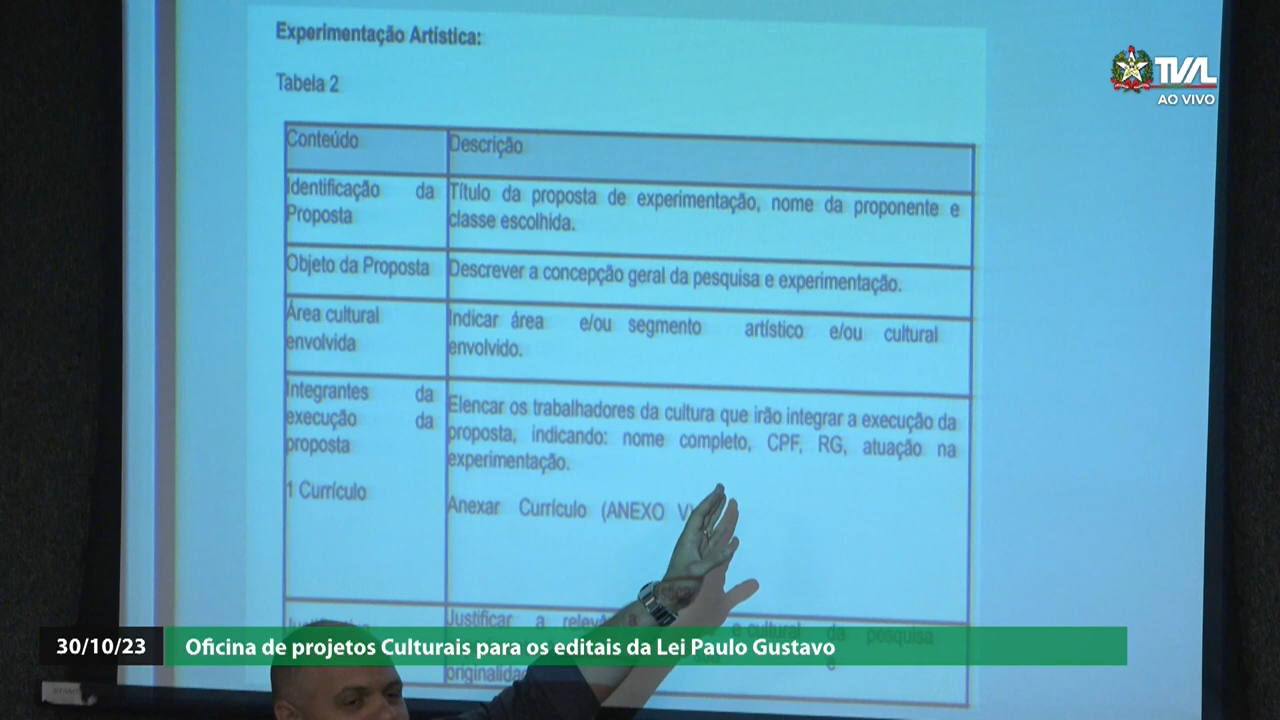 Experimentação Artística:
Tabela 2
Conteúdo
Descrição
Identificação da
Proposta
Título da proposta de experimentação, nome da proponente e
classe escolhida.
Objeto da Proposta
Descrever a concepção geral da pesquisa e experimentação.
Área cultural
envolvida
Indicar área e/ou segmento artístico e/ou cultural
envolvido.
Integrantes da
execução da
proposta
1 Currículo
Elencar os trabalhadores da cultura que irão integrar a execução da
proposta, indicando: nome completo, CPF, RG, atuação na
experimentação.
Anexar Currículo (ANEXO V)
Justificar a e cultural da pesquisa
TVAL
AO VIVO
30/10/23
Oficina de projetos Culturais para os editais da Lei Paulo Gustavo